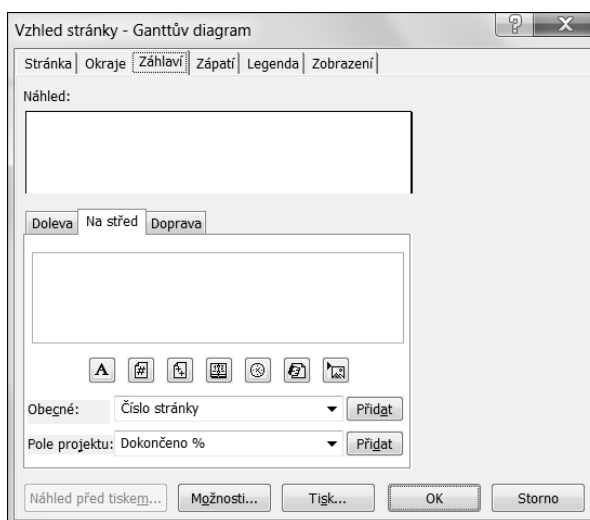 Vzhled stránky - Ganttův diagram
Stránka Okraje Záhlaví Zápatí Legenda Zobrazení
Náhled:
Doleva Na střed Doprava
A # + ?
Obecné: Číslo stránky Přidat
Pole projektu: Dokončeno % Přidat
Náhled před tiskem... Možnosti... Tisk... OK Storno